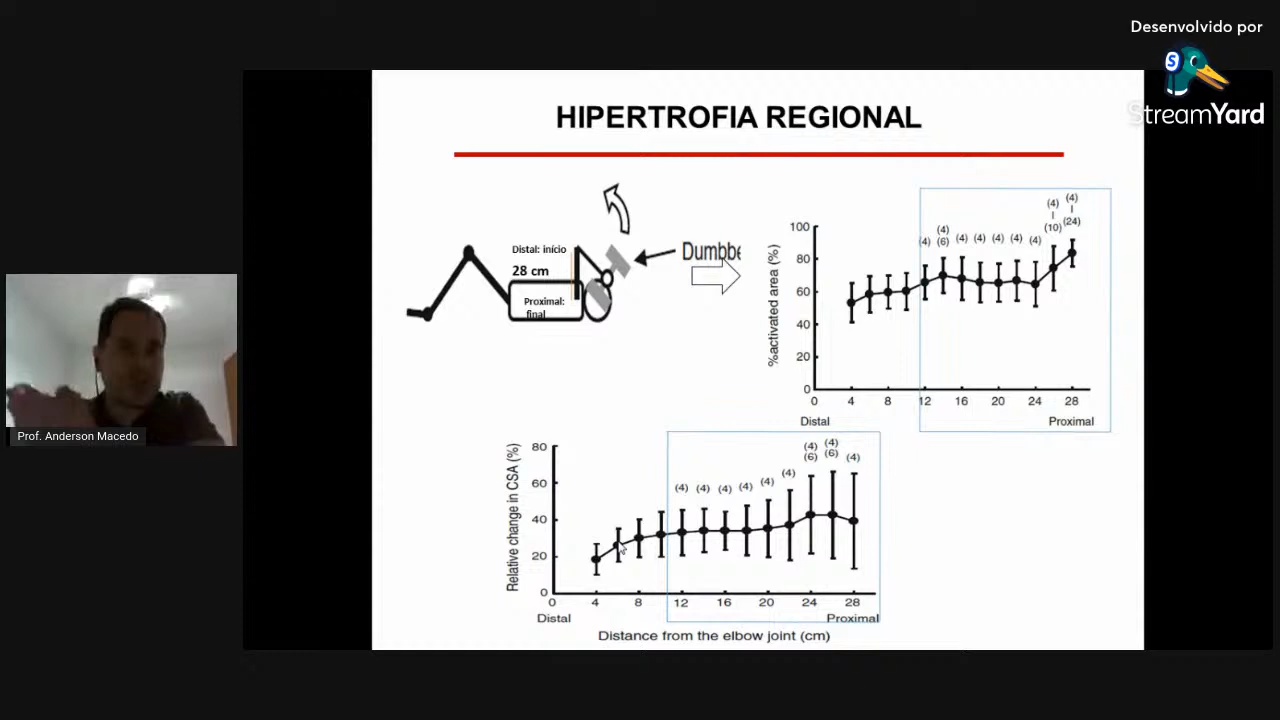 Desenvolvido por
StreamYard
HIPERTROFIA REGIONAL
Distal: início
28 cm
Proximal:
final
Dumbbe
%activated area (%)
100
80
60
40
20
0
(4)
(4)
(6)
(4)
(4)
(4)
(4)
(4)
(4)
(10)
(4)
(24)
0 4 8 12 16 20 24 28
Distal Proximal
Prof. Anderson Macedo
Relative change in CSA (%)
80
60
40
20
0
(4) (4) (4) (4) (4) (4)
(4)
(6)
(4)
(6)
(4)
0 4 8 12 16 20 24 28
Distal Proximal
Distance from the elbow joint (cm)